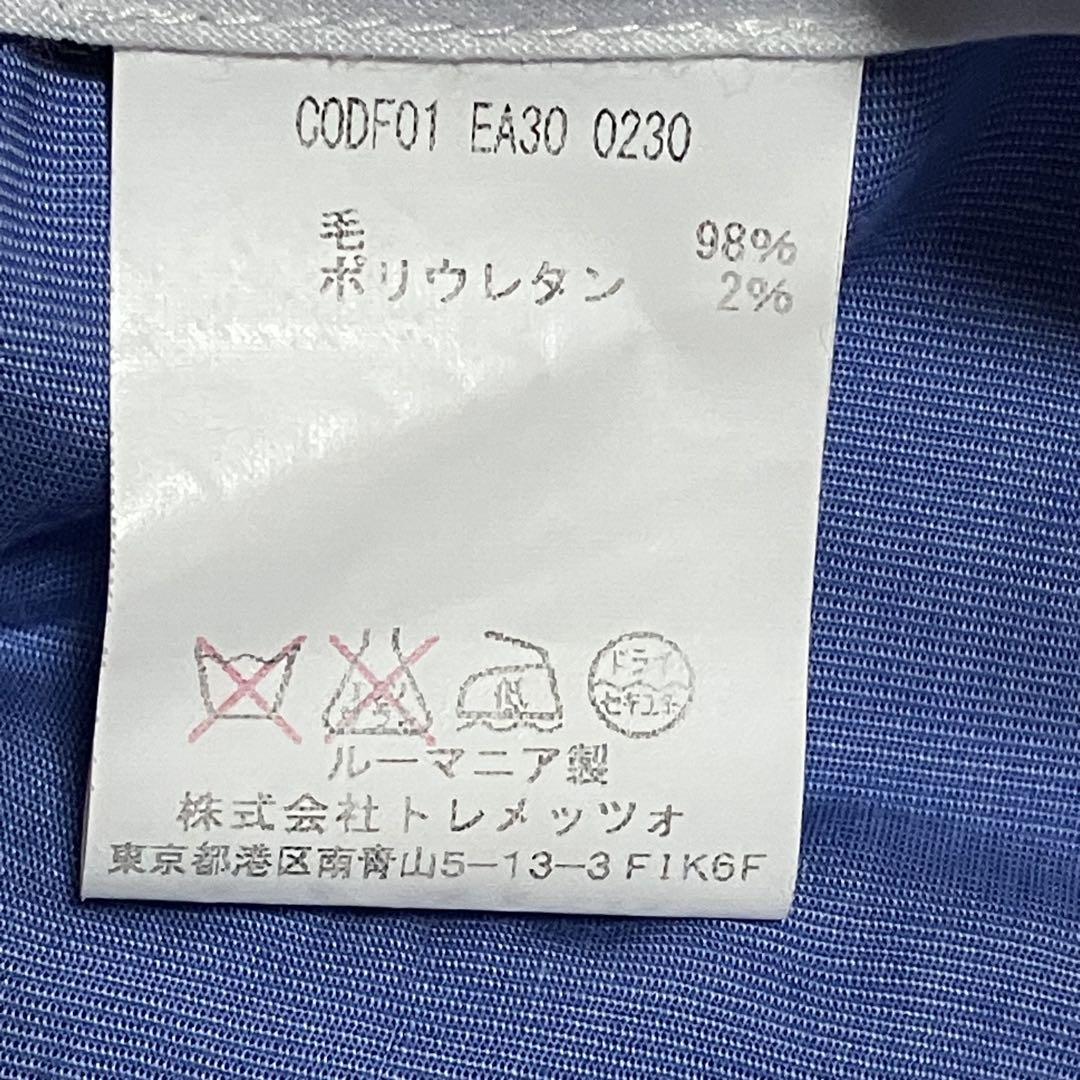 CODF01 EA30 0230
毛 98%
ポリウレタン 2%
低
ドライ
セキユ系
ルーマニア製
株式会社トレメッツォ
東京都港区南青山5-13-3FIK6F